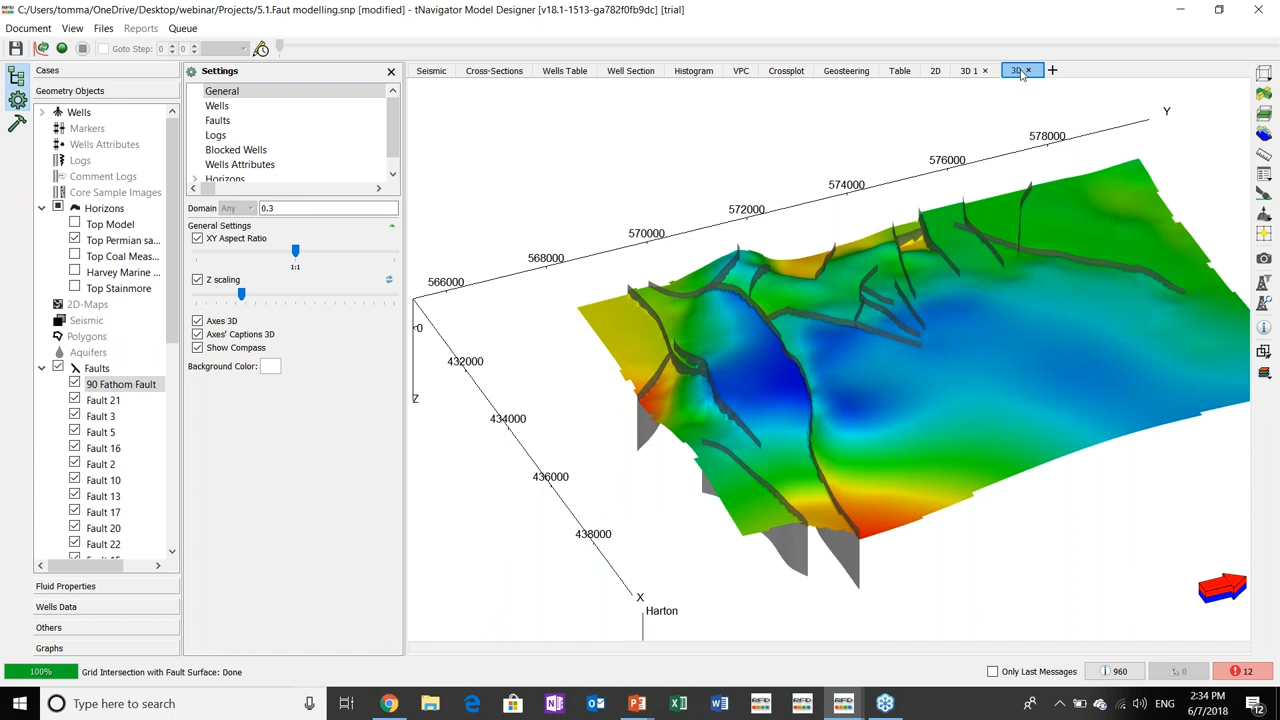 C:/Users/tomma/OneDrive/Desktop/webinar/Projects/5.1.Faut modelling.snp [modified] - tNavigator Model Designer [v18.1-1513-ga782f0fb9dc] [trial]
Document View Files Reports Queue
Goto Step: 0 0
Cases
Settings
Seismic Cross-Sections Wells Table Well Section Histogram VPC Crossplot Geosteering Table 2D 3D 1 3D
Geometry Objects
Wells
Markers
Wells Attributes
Logs
Comment Logs
Core Sample Images
Horizons
Top Model
Top Permian sa...
Top Coal Meas...
Harvey Marine ...
Top Stainmore
2D-Maps
Seismic
Polygons
Aquifers
Faults
90 Fathom Fault
Fault 21
Fault 3
Fault 5
Fault 16
Fault 2
Fault 10
Fault 13
Fault 17
Fault 20
Fault 22
Fluid Properties
Wells Data
Others
Graphs
General
Wells
Faults
Logs
Blocked Wells
Wells Attributes
Horizons
Domain Any 0.3
General Settings
XY Aspect Ratio
1:1
Z scaling
Axes 3D
Axes' Captions 3D
Show Compass
Background Color:
Y
578000
576000
574000
572000
570000
568000
566000
0
432000
Z
434000
436000
438000
X
Harton
100% Grid Intersection with Fault Surface: Done
Only Last Messages 960 0 12
Type here to search
ENG
2:34 PM
6/7/2018